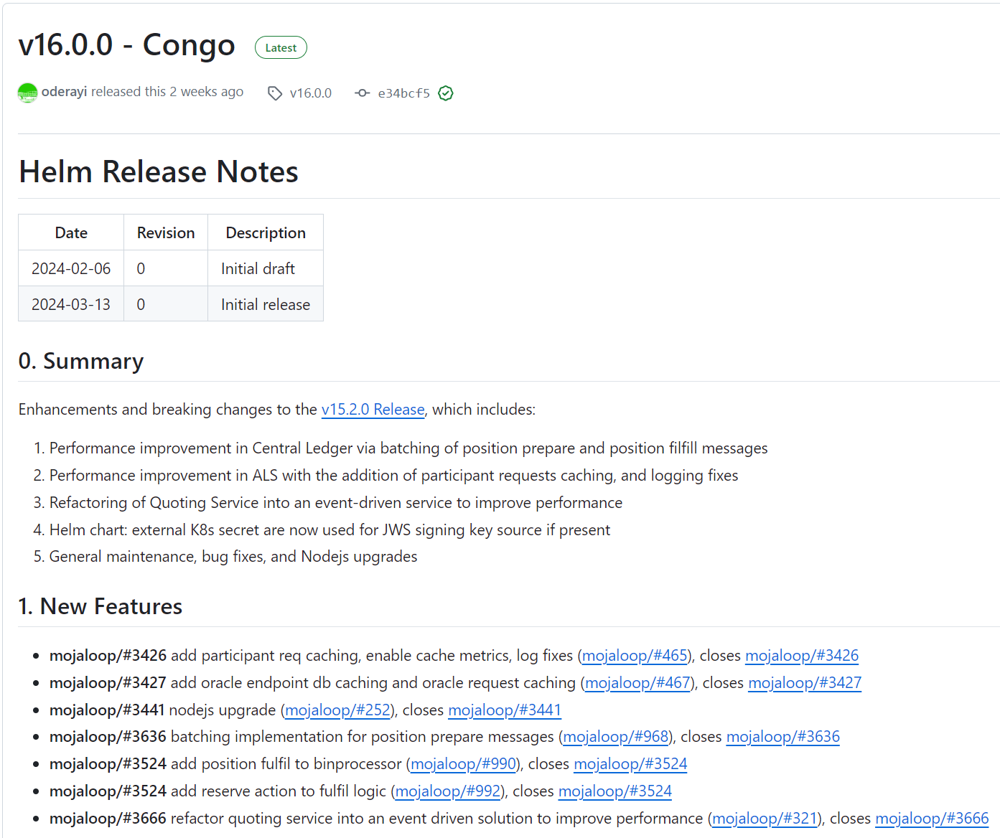 v16.0.0 - Congo Latest
oderayi released this 2 weeks ago v16.0.0 e34bcf5
Helm Release Notes
Date Revision Description
2024-02-06 0 Initial draft
2024-03-13 0 Initial release
0. Summary
Enhancements and breaking changes to the v15.2.0 Release, which includes:
1. Performance improvement in Central Ledger via batching of position prepare and position filfill messages
2. Performance improvement in ALS with the addition of participant requests caching, and logging fixes
3. Refactoring of Quoting Service into an event-driven service to improve performance
4. Helm chart: external K8s secret are now used for JWS signing key source if present
5. General maintenance, bug fixes, and Nodejs upgrades
1. New Features
• mojaloop/#3426 add participant req caching, enable cache metrics, log fixes (mojaloop/#465), closes mojaloop/#3426
• mojaloop/#3427 add oracle endpoint db caching and oracle request caching (mojaloop/#467), closes mojaloop/#3427
• mojaloop/#3441 nodejs upgrade (mojaloop/#252), closes mojaloop/#3441
• mojaloop/#3636 batching implementation for position prepare messages (mojaloop/#968), closes mojaloop/#3636
• mojaloop/#3524 add position fulfil to binprocessor (mojaloop/#990), closes mojaloop/#3524
• mojaloop/#3524 add reserve action to fulfil logic (mojaloop/#992), closes mojaloop/#3524
• mojaloop/#3666 refactor quoting service into an event driven solution to improve performance (mojaloop/#321), closes mojaloop/#3666